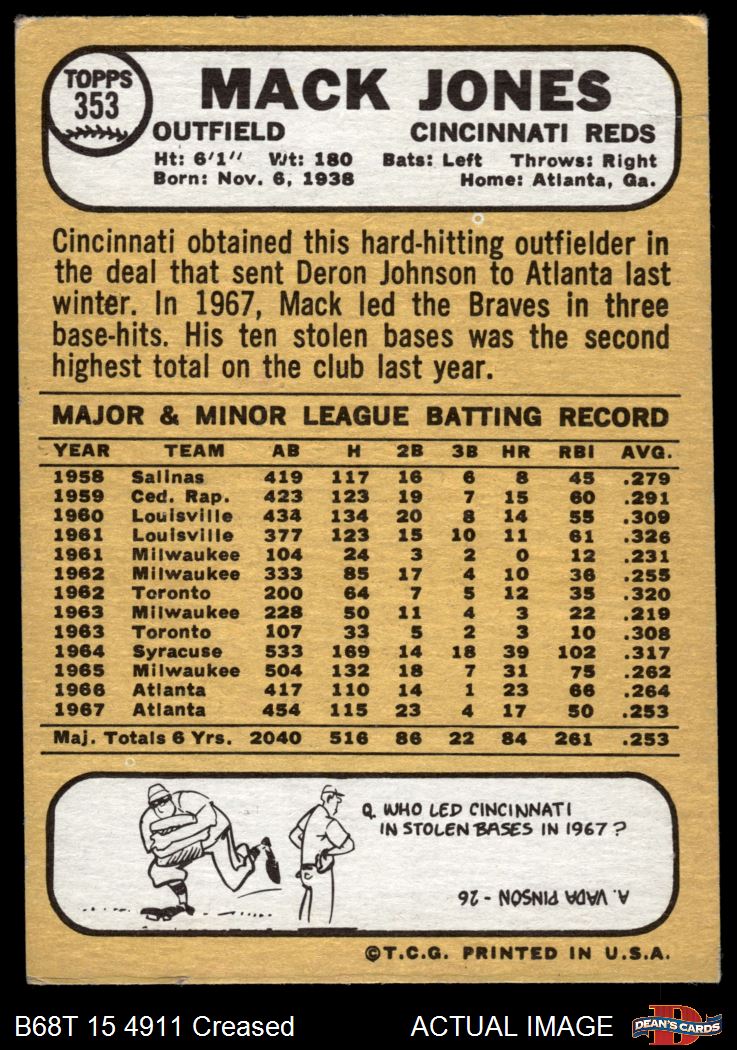 TOPPS
353
MACK JONES
OUTFIELD CINCINNATI REDS
Ht: 6'1" Wt: 180 Bats: Left Throws: Right
Born: Nov. 6, 1938 Home: Atlanta, Ga.
Cincinnati obtained this hard-hitting outfielder in
the deal that sent Deron Johnson to Atlanta last
winter. In 1967, Mack led the Braves in three
base-hits. His ten stolen bases was the second
highest total on the club last year.
MAJOR & MINOR LEAGUE BATTING RECORD
YEAR TEAM AB H 2B 3B HR RBI AVG.
1958 Salinas 419 117 16 6 8 45 .279
1959 Ced. Rap. 423 123 19 7 15 60 .291
1960 Louisville 434 134 20 8 14 55 .309
1961 Louisville 377 123 15 10 11 61 .326
1961 Milwaukee 104 24 3 2 0 12 .231
1962 Milwaukee 333 85 17 4 10 36 .255
1962 Toronto 200 64 7 5 12 35 .320
1963 Milwaukee 228 50 11 4 3 22 .219
1963 Toronto 107 33 5 2 3 10 .308
1964 Syracuse 533 169 14 18 39 102 .317
1965 Milwaukee 504 132 18 7 31 75 .262
1966 Atlanta 417 110 14 1 23 66 .264
1967 Atlanta 454 115 23 4 17 50 .253
Maj. Totals 6 Yrs. 2040 516 86 22 84 261 .253
Q. WHO LED CINCINNATI
IN STOLEN BASES IN 1967?
A. VADA PINSON - 26
©T.C.G. PRINTED IN U.S.A.
B68T 15 4911 Creased ACTUAL IMAGE
D
DEAN'S CARDS